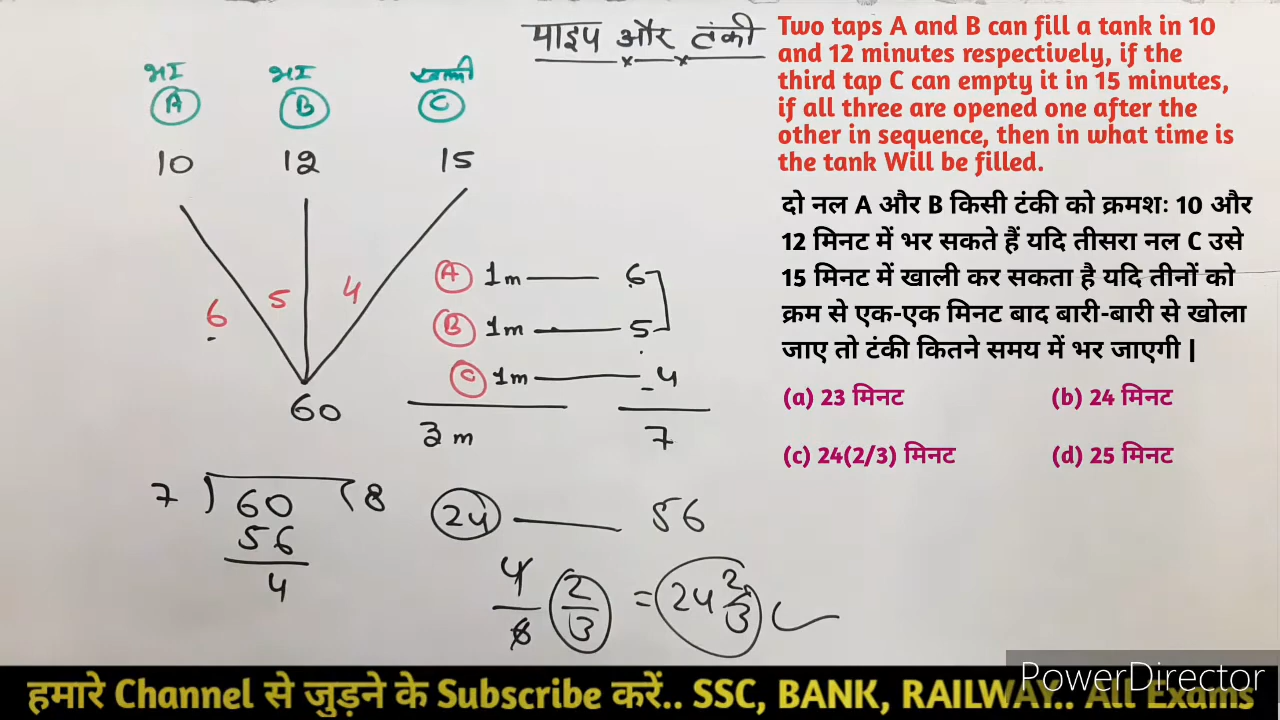 पाइप और टंकी
भरा भरा खाली
A B C
10 12 15
6 5 4
60
A 1m 6
B 1m 5
C 1m -4
3m 7
7 ) 60 ( 8
56
4
24 56
4/6 2/3 = 24 2/3
Two taps A and B can fill a tank in 10
and 12 minutes respectively, if the
third tap C can empty it in 15 minutes,
if all three are opened one after the
other in sequence, then in what time is
the tank Will be filled.
दो नल A और B किसी टंकी को क्रमशः 10 और
12 मिनट में भर सकते हैं यदि तीसरा नल C उसे
15 मिनट में खाली कर सकता है यदि तीनों को
क्रम से एक-एक मिनट बाद बारी-बारी से खोला
जाए तो टंकी कितने समय में भर जाएगी |
(a) 23 मिनट (b) 24 मिनट
(c) 24(2/3) मिनट (d) 25 मिनट
PowerDirector
हमारे Channel से जुड़ने के Subscribe करें.. SSC, BANK, RAILWAY.. All Exams